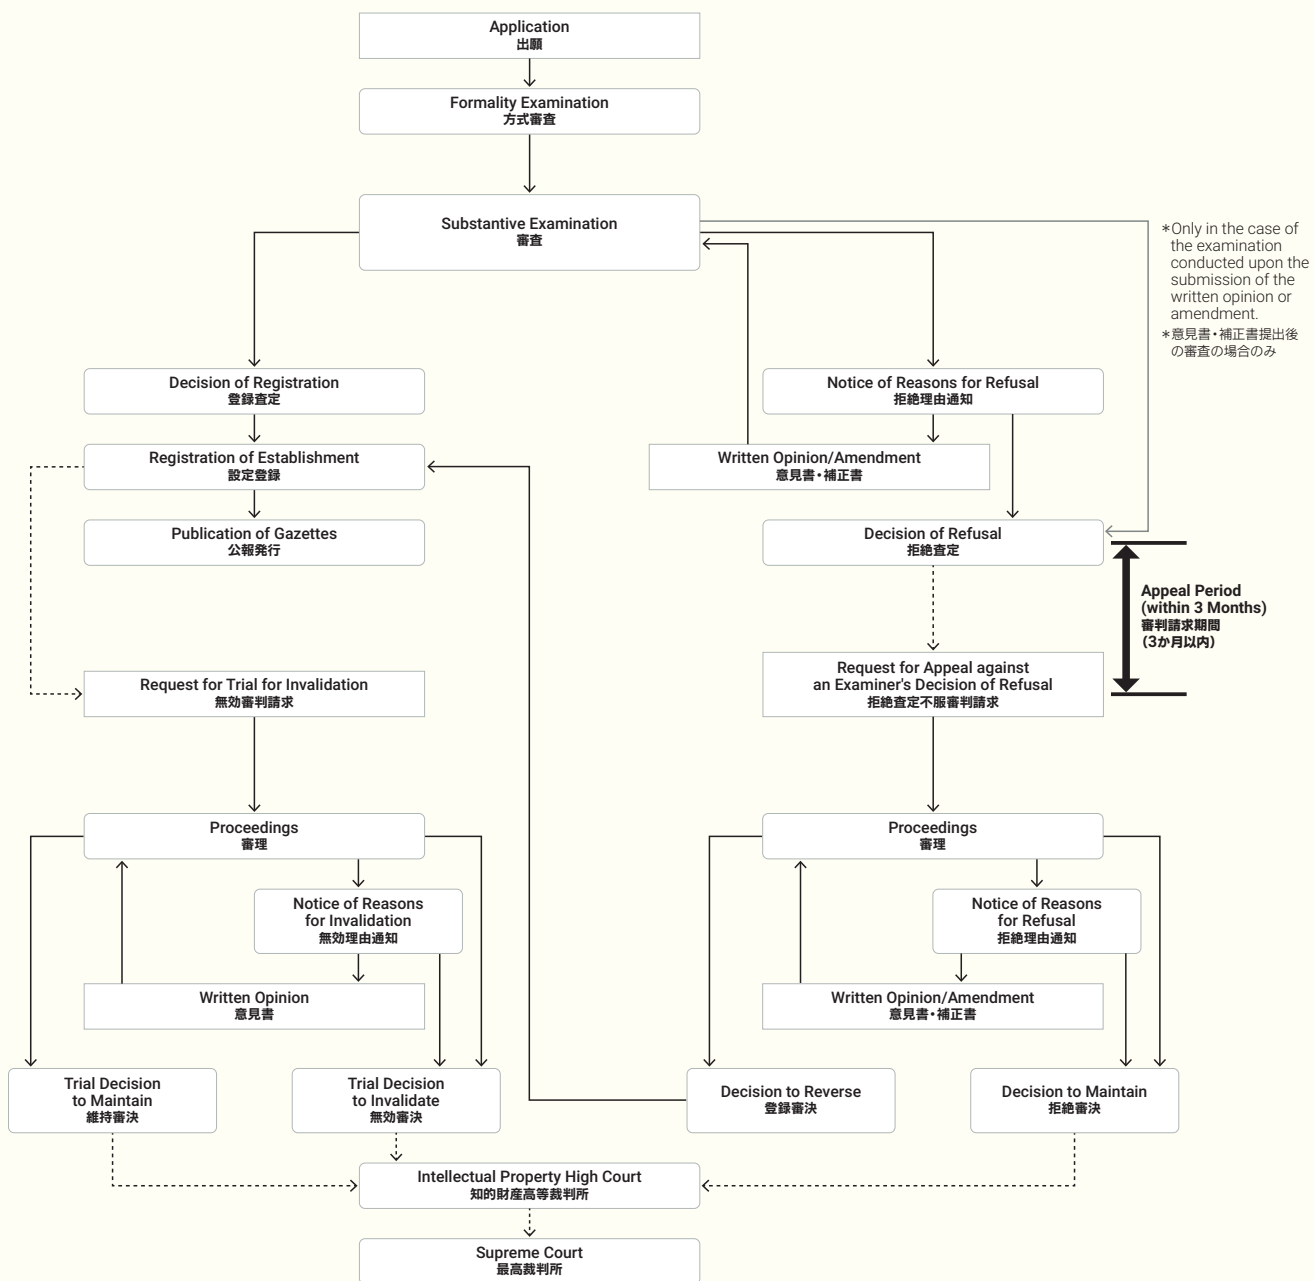 Application
出願
Formality Examination
方式審査
Substantive Examination
審査
*Only in the case of
the examination
conducted upon the
submission of the
written opinion or
amendment.
*意見書・補正書提出後
の審査の場合のみ
Decision of Registration
登録査定
Notice of Reasons for Refusal
拒絶理由通知
Registration of Establishment
設定登録
Written Opinion/Amendment
意見書・補正書
Publication of Gazettes
公報発行
Decision of Refusal
拒絶査定
Appeal Period
(within 3 Months)
審判請求期間
(3か月以内)
Request for Trial for Invalidation
無効審判請求
Request for Appeal against
an Examiner's Decision of Refusal
拒絶査定不服審判請求
Proceedings
審理
Proceedings
審理
Notice of Reasons
for Invalidation
無効理由通知
Notice of Reasons
for Refusal
拒絶理由通知
Written Opinion
意見書
Written Opinion/Amendment
意見書・補正書
Trial Decision
to Maintain
維持審決
Trial Decision
to Invalidate
無効審決
Decision to Reverse
登録審決
Decision to Maintain
拒絶審決
Intellectual Property High Court
知的財産高等裁判所
Supreme Court
最高裁判所